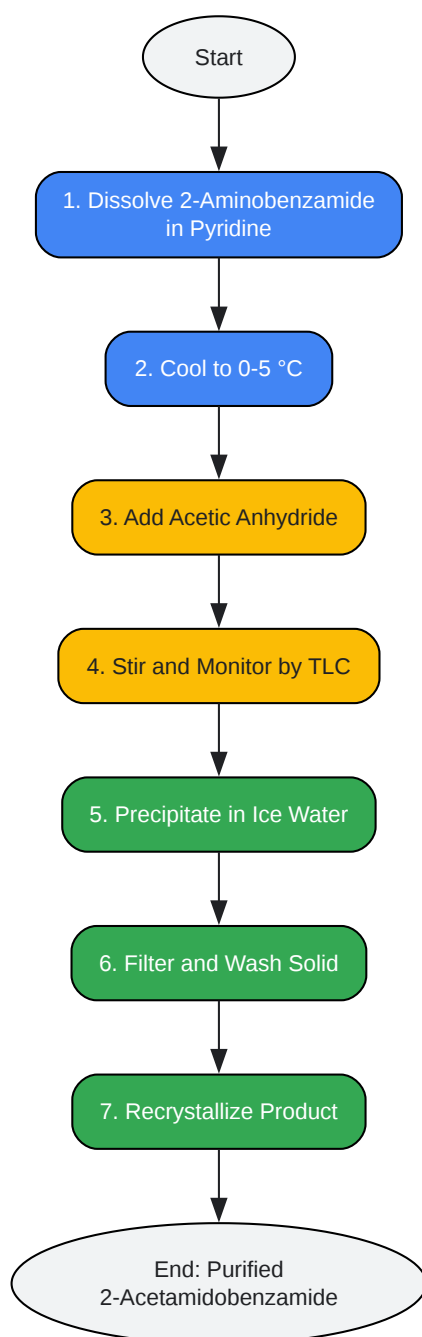 Start
1. Dissolve 2-Aminobenzamide
in Pyridine
2. Cool to 0-5 °C
3. Add Acetic Anhydride
4. Stir and Monitor by TLC
5. Precipitate in Ice Water
6. Filter and Wash Solid
7. Recrystallize Product
End: Purified
2-Acetamidobenzamide